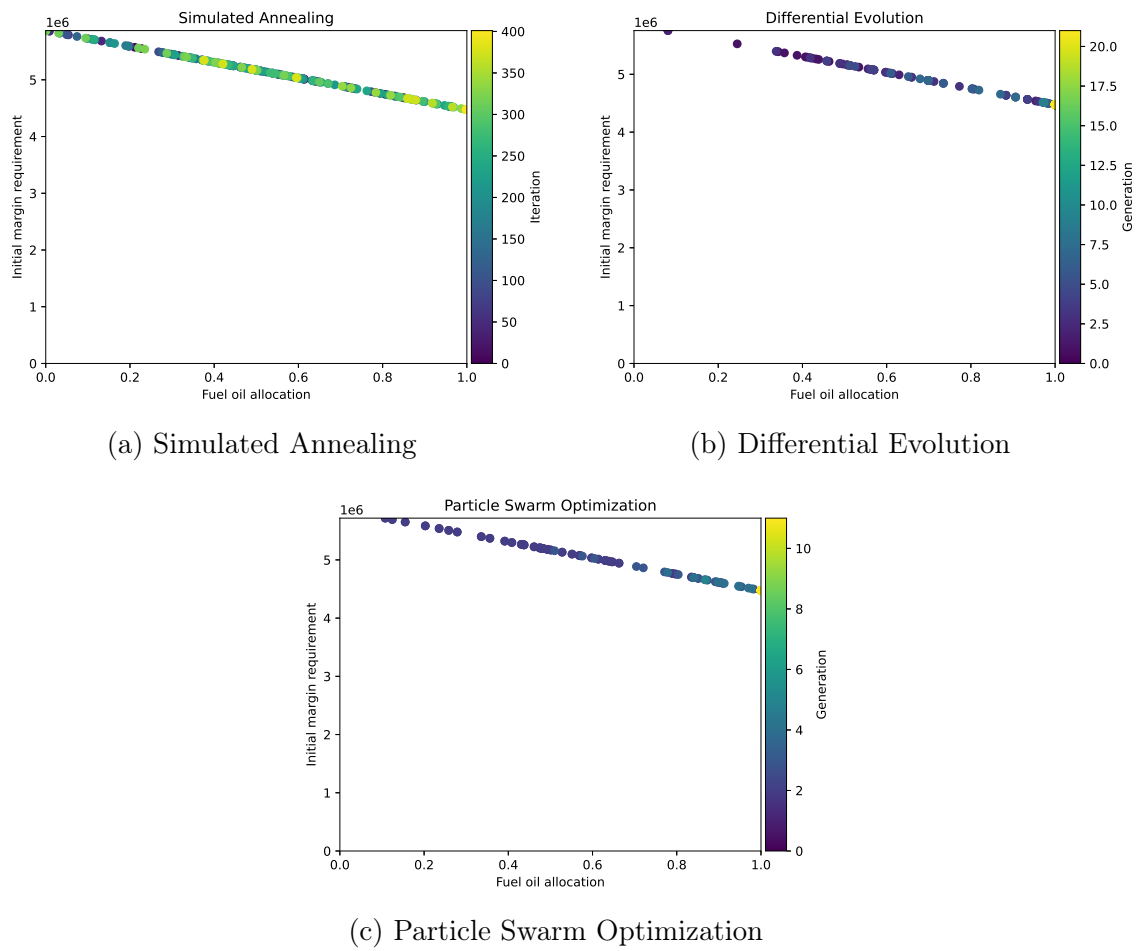 Simulated Annealing
1e6
5
4
3
2
1
0
0.0 0.2 0.4 0.6 0.8 1.0
Fuel oil allocation
Initial margin requirement
400
350
300
250
200
150
100
50
0
Iteration
(a) Simulated Annealing
Differential Evolution
1e6
5
4
3
2
1
0
0.0 0.2 0.4 0.6 0.8 1.0
Fuel oil allocation
Initial margin requirement
20.0
17.5
15.0
12.5
10.0
7.5
5.0
2.5
0.0
Generation
(b) Differential Evolution
Particle Swarm Optimization
1e6
5
4
3
2
1
0
0.0 0.2 0.4 0.6 0.8 1.0
Fuel oil allocation
Initial margin requirement
10
8
6
4
2
0
Generation
(c) Particle Swarm Optimization